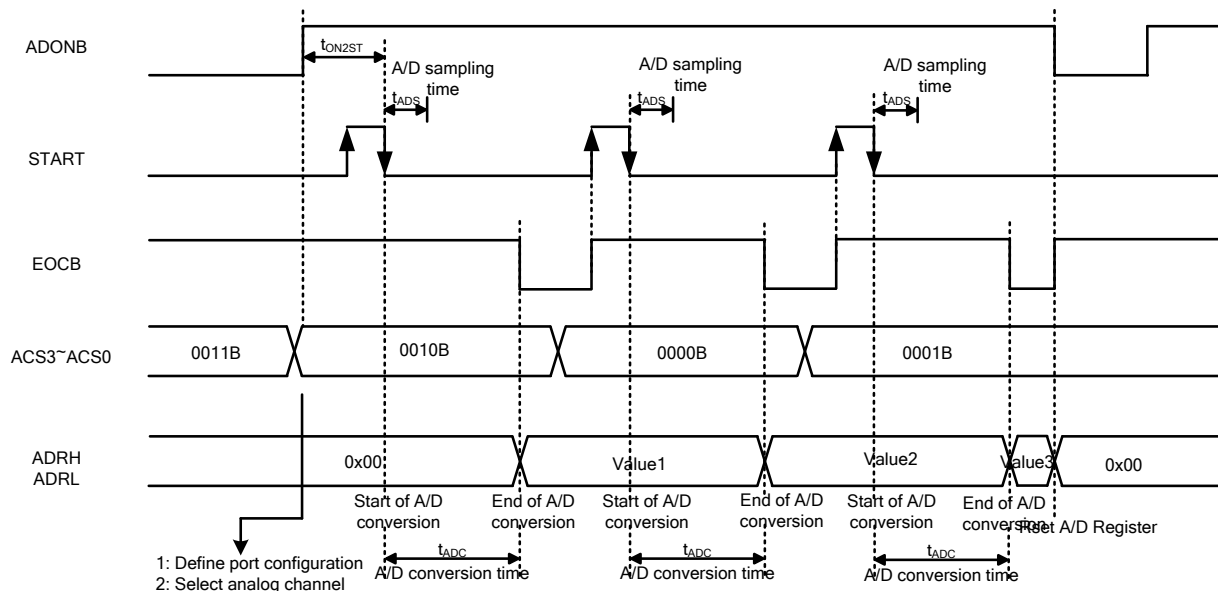 ADONB
tON2ST
A/D sampling
time
tADS
A/D sampling
time
tADS
A/D sampling
time
tADS
START
EOCB
ACS3~ACS0
0011B
0010B
0000B
0001B
ADRH
ADRL
0x00
Value1
Value2
Value3
0x00
Start of A/D
conversion
End of A/D
conversion
Start of A/D
conversion
End of A/D
conversion
Start of A/D
conversion
End of A/D
conversion
Rset A/D Register
tADC
A/D conversion time
tADC
A/D conversion time
tADC
A/D conversion time
1: Define port configuration
2: Select analog channel